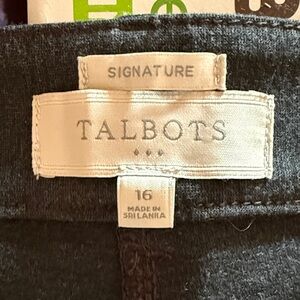 SIGNATURE
TALBOTS
16
MADE IN
SRI LANKA